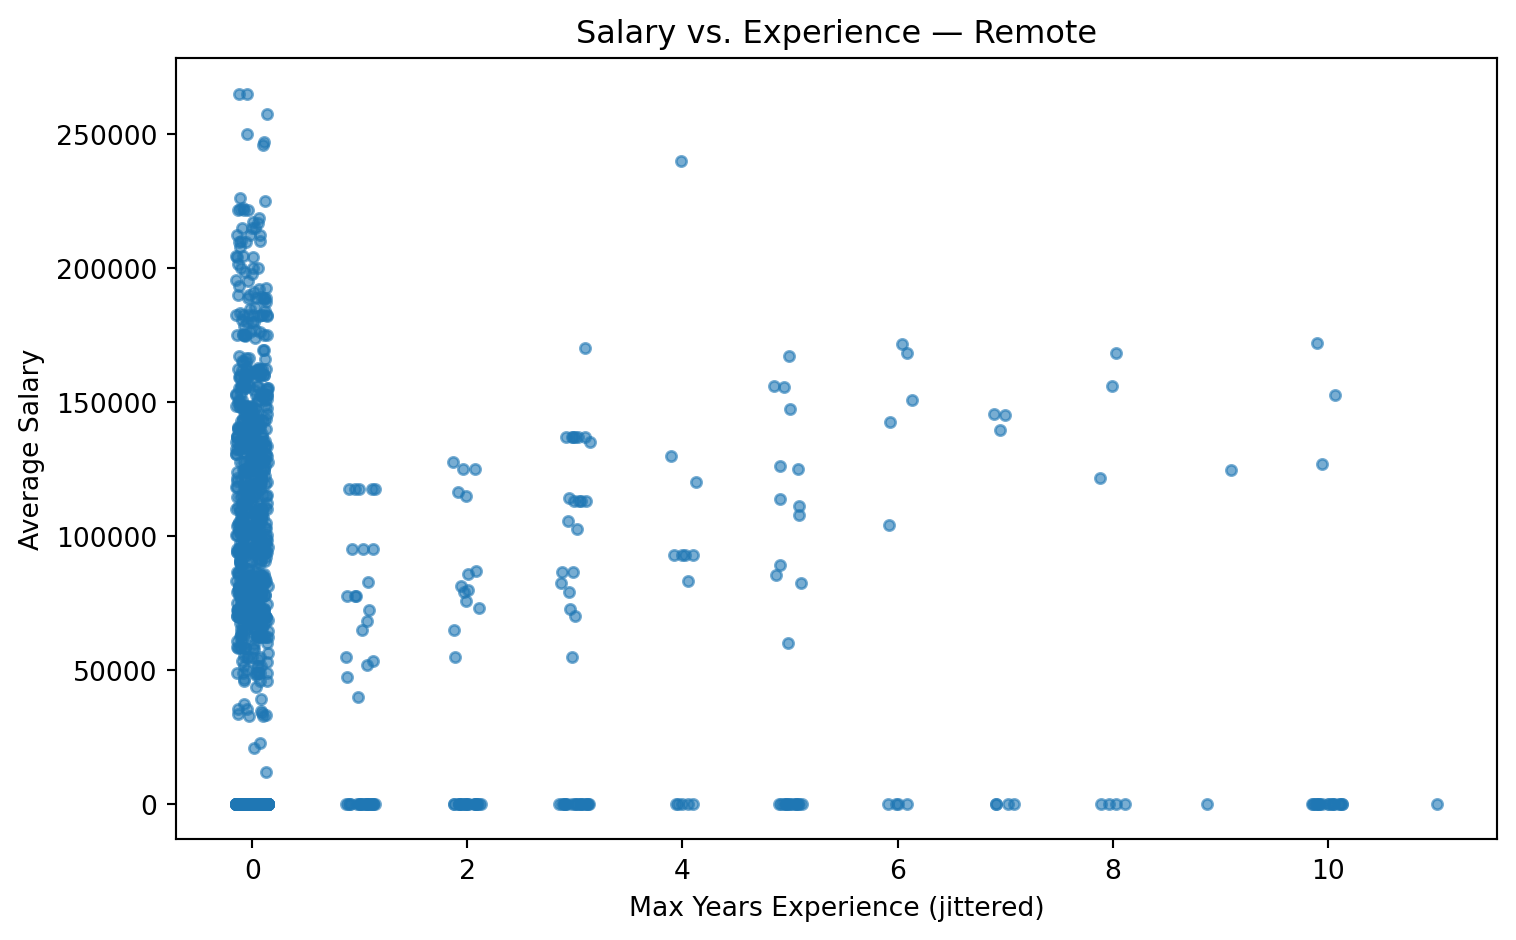 Salary vs. Experience — Remote
Average Salary
250000
200000
150000
100000
50000
0
0 2 4 6 8 10
Max Years Experience (jittered)